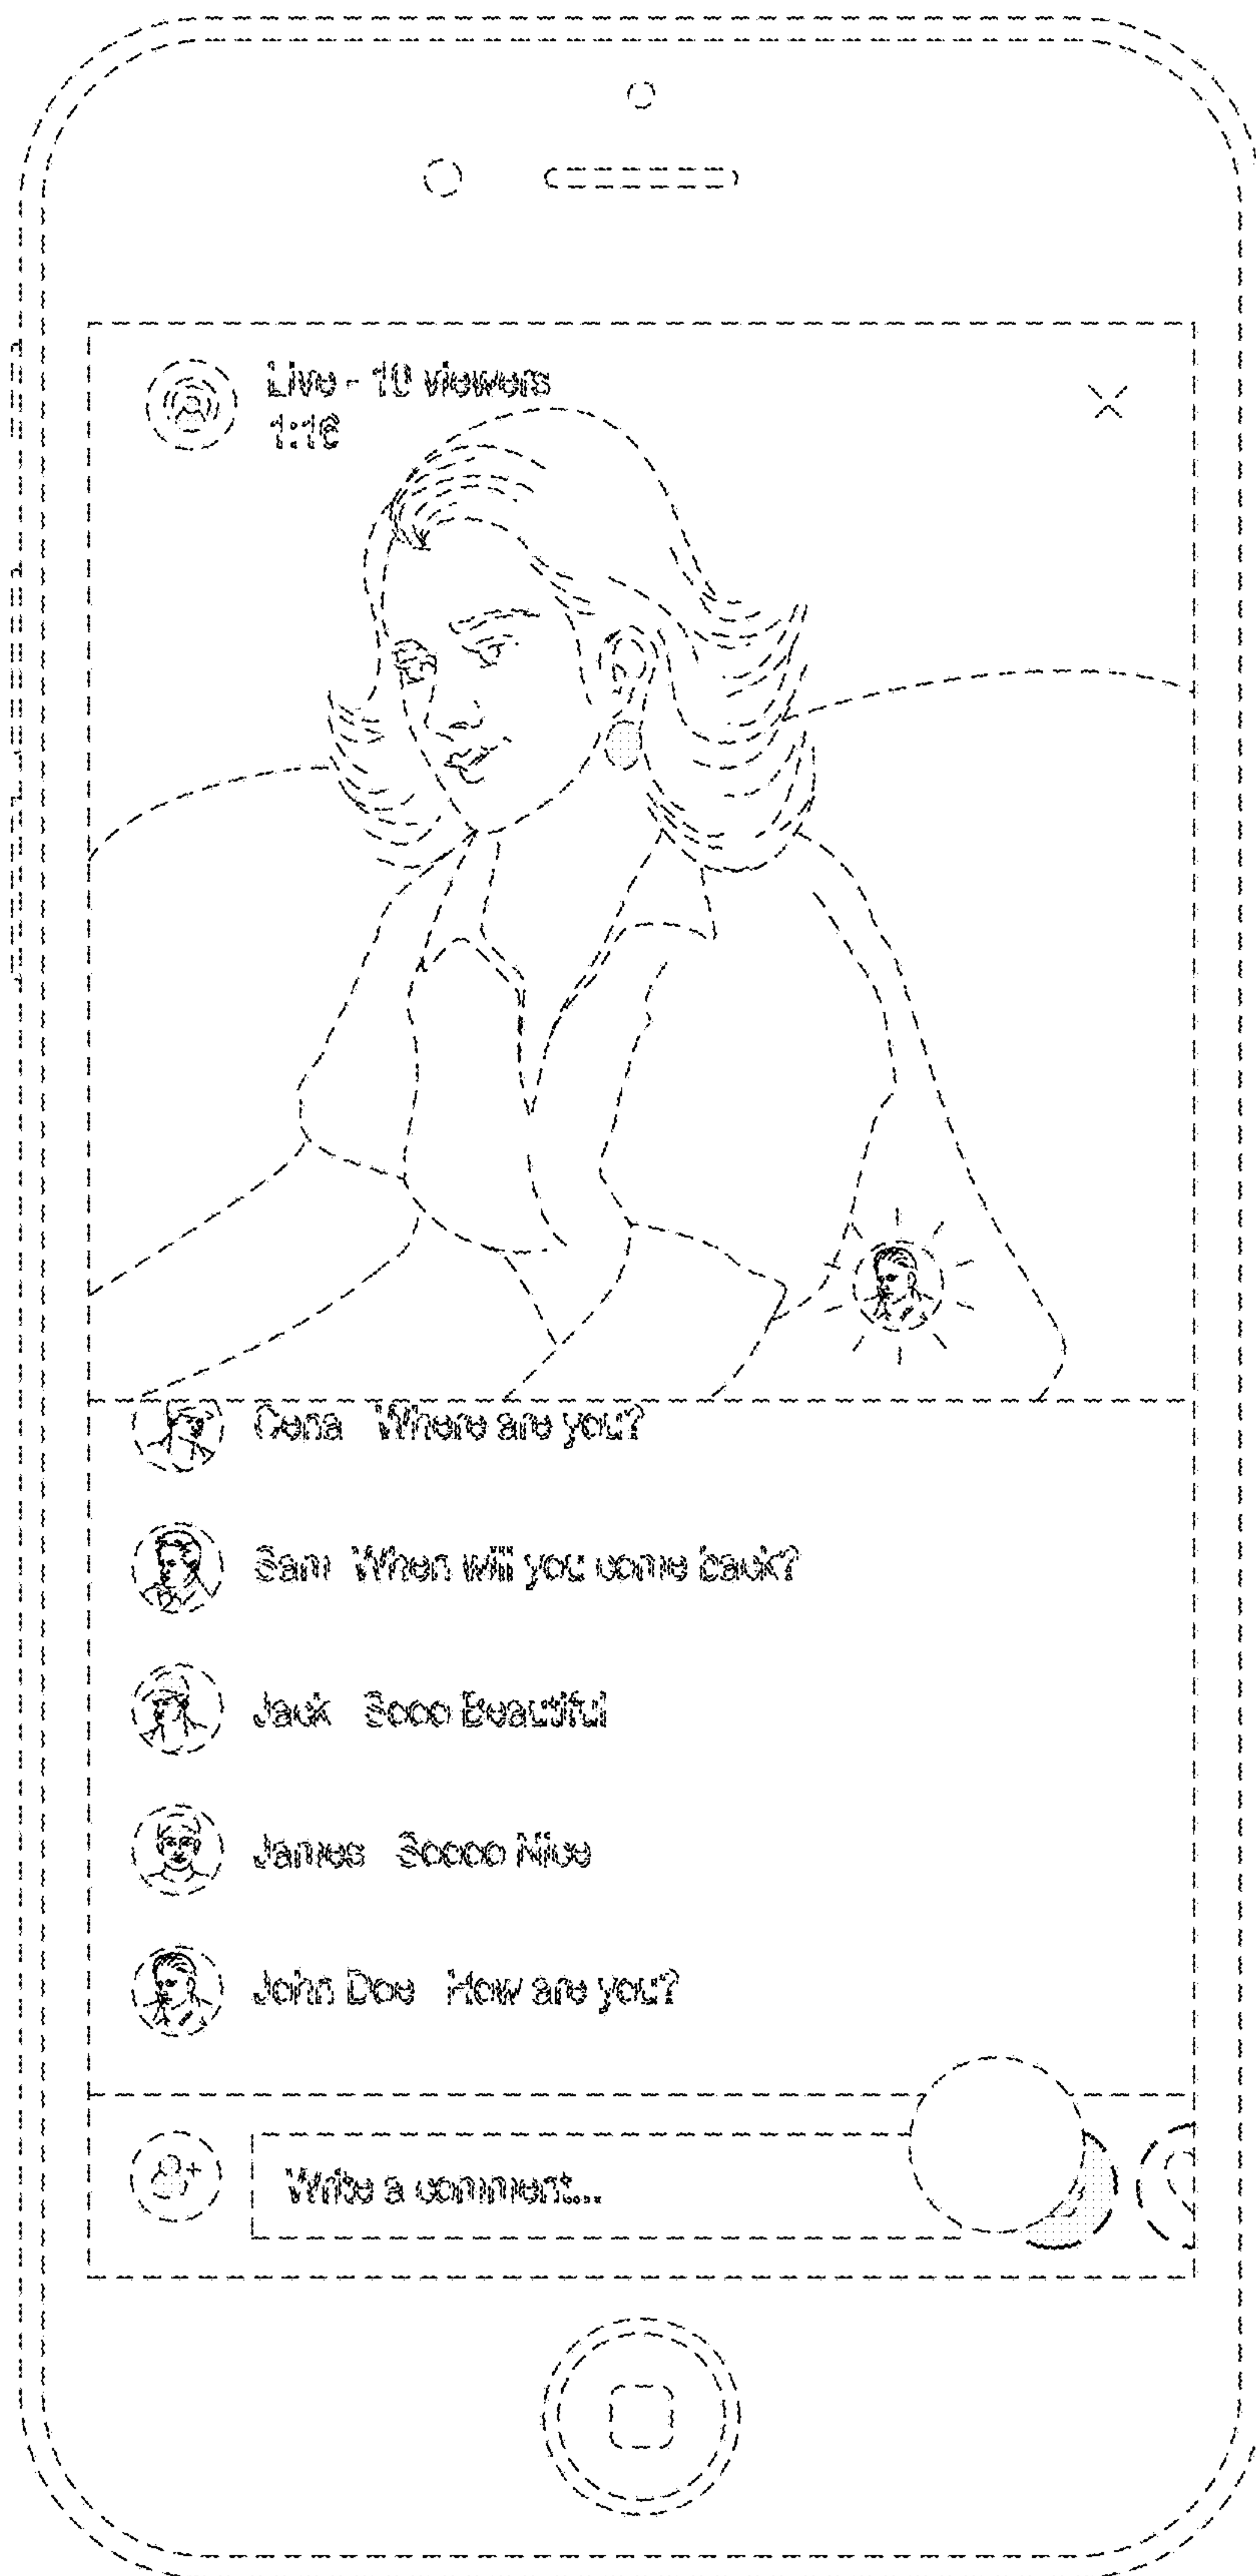 Live - 10 viewers
1:16
Cena Where are you?
Sam When will you come back?
Jack Sooo Beautiful
James Soooo Nice
John Doe How are you?
Write a comment...